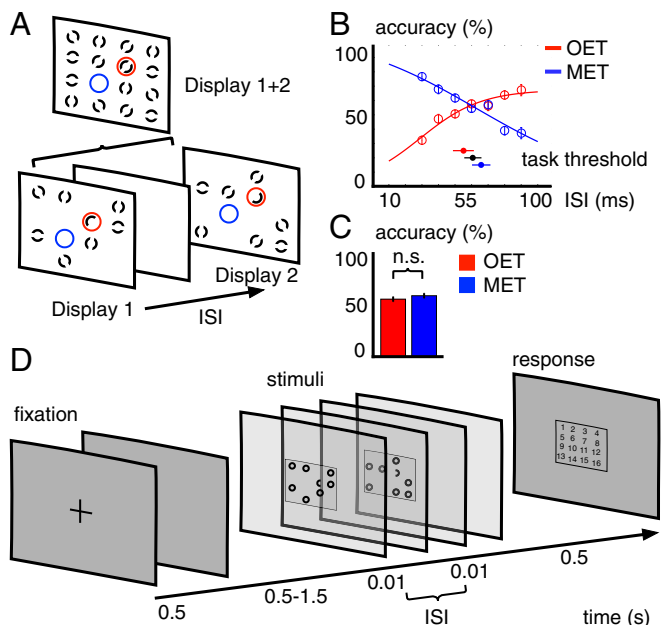 A
Display 1+2
Display 1
Display 2
ISI
B
accuracy (%)
OET
MET
100
50
0
task threshold
10
55
100
ISI (ms)
C
accuracy (%)
100
50
0
n.s.
OET
MET
D
fixation
stimuli
response
1 2 3 4
5 6 7 8
9 10 11 12
13 14 15 16
0.5
0.5-1.5
0.01
0.01
0.5
ISI
time (s)